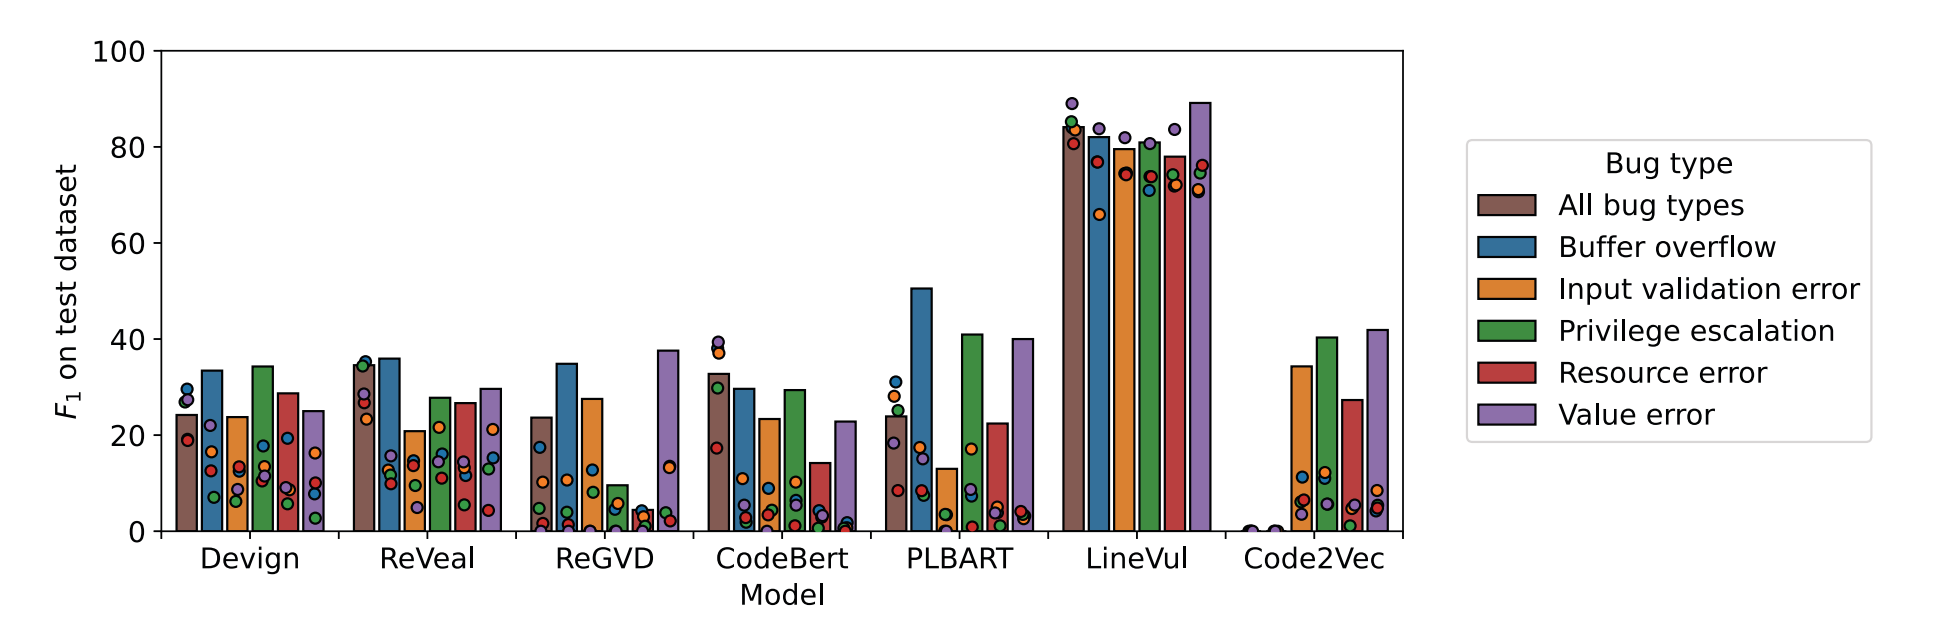 100
80
60
40
20
0
F1 on test dataset
Devign
ReVeal
ReGVD
CodeBert
PLBART
LineVul
Code2Vec
Model
Bug type
All bug types
Buffer overflow
Input validation error
Privilege escalation
Resource error
Value error